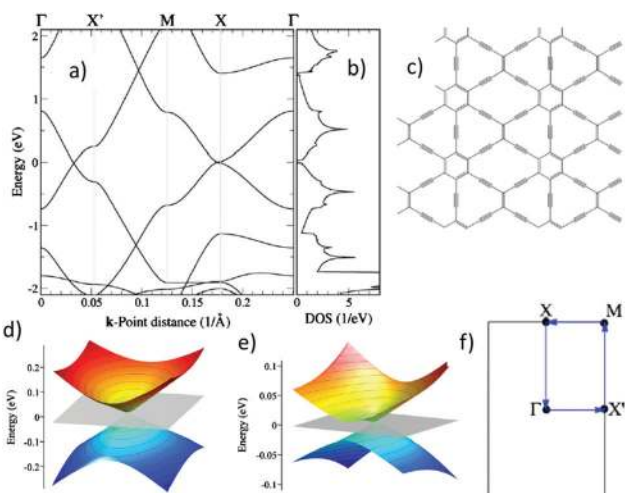 Γ X' M X Γ
a)
b)
c)
2
1
0
-1
-2
Energy (eV)
0 0.05 0.1 0.15
0 5
k-Point distance (1/Å)
DOS (1/eV)
d)
e)
f)
0.2
0.1
0
-0.1
-0.2
Energy (eV)
0.1
0.05
0
-0.05
-0.1
Energy (eV)
X
M
Γ
X'